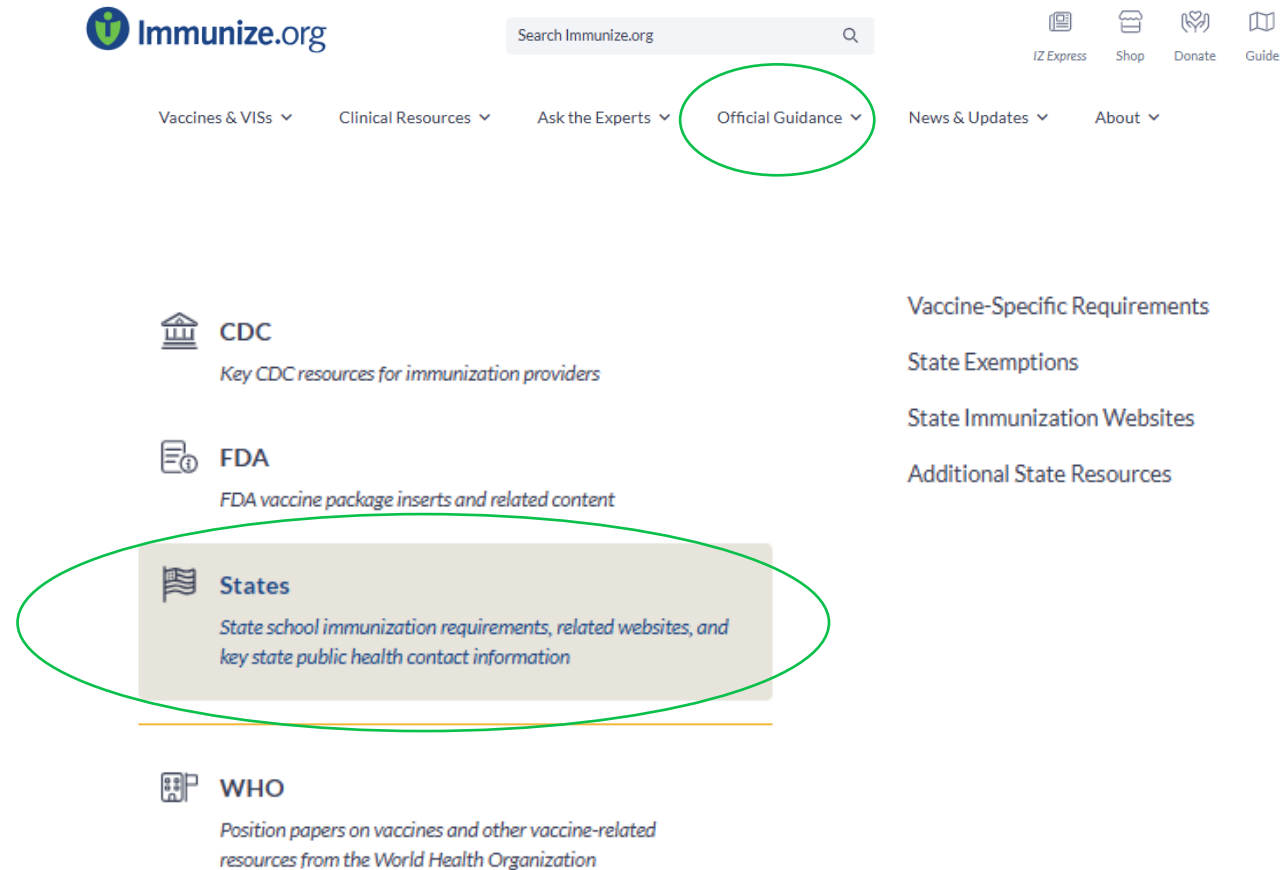 Immunize.org
Search Immunize.org
IZ Express
Shop
Donate
Guide
Vaccines & VISs
Clinical Resources
Ask the Experts
Official Guidance
News & Updates
About
CDC
Key CDC resources for immunization providers
FDA
FDA vaccine package inserts and related content
States
State school immunization requirements, related websites, and
key state public health contact information
WHO
Position papers on vaccines and other vaccine-related
resources from the World Health Organization
Vaccine-Specific Requirements
State Exemptions
State Immunization Websites
Additional State Resources